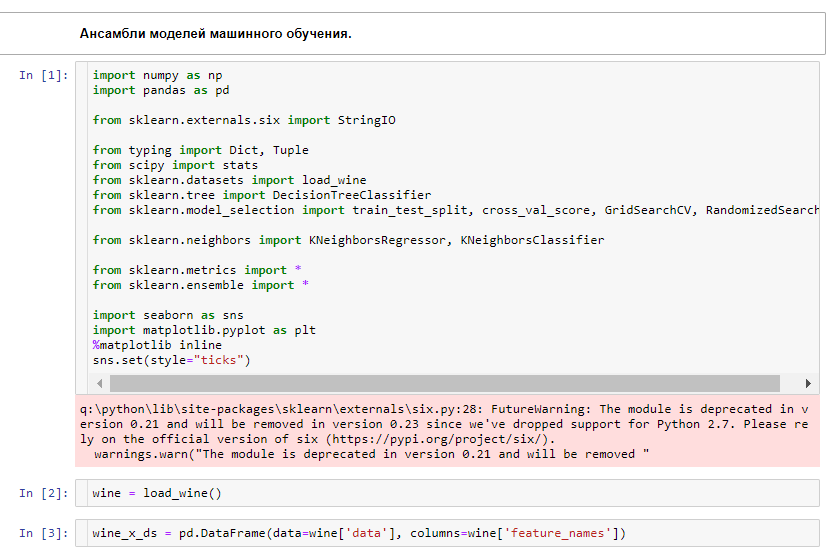 Ансамбли моделей машинного обучения.
In [1]:
import numpy as np
import pandas as pd
from sklearn.externals.six import StringIO
from typing import Dict, Tuple
from scipy import stats
from sklearn.datasets import load_wine
from sklearn.tree import DecisionTreeClassifier
from sklearn.model_selection import train_test_split, cross_val_score, GridSearchCV, RandomizedSearch
from sklearn.neighbors import KNeighborsRegressor, KNeighborsClassifier
from sklearn.metrics import *
from sklearn.ensemble import *
import seaborn as sns
import matplotlib.pyplot as plt
%matplotlib inline
sns.set(style="ticks")
q:\python\lib\site-packages\sklearn\externals\six.py:28: FutureWarning: The module is deprecated in v
ersion 0.21 and will be removed in version 0.23 since we've dropped support for Python 2.7. Please re
ly on the official version of six (https://pypi.org/project/six/).
  warnings.warn("The module is deprecated in version 0.21 and will be removed "
In [2]: wine = load_wine()
In [3]: wine_x_ds = pd.DataFrame(data=wine['data'], columns=wine['feature_names'])